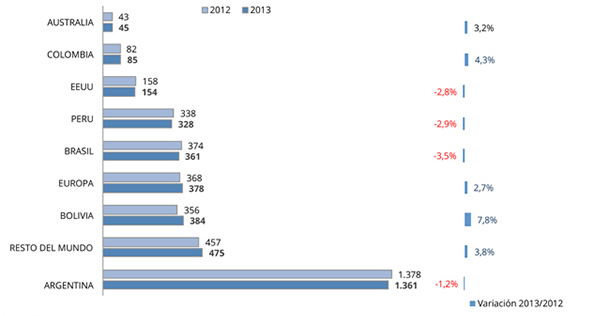 2012 2013
AUSTRALIA 43 3,2%
45
COLOMBIA 82 4,3%
85
EEUU 158 -2,8%
154
PERU 338 -2,9%
328
BRASIL 374 -3,5%
361
EUROPA 368 2,7%
378
BOLIVIA 356 7,8%
384
RESTO DEL MUNDO 457 3,8%
475
ARGENTINA 1.378 -1,2%
1.361
Variación 2013/2012